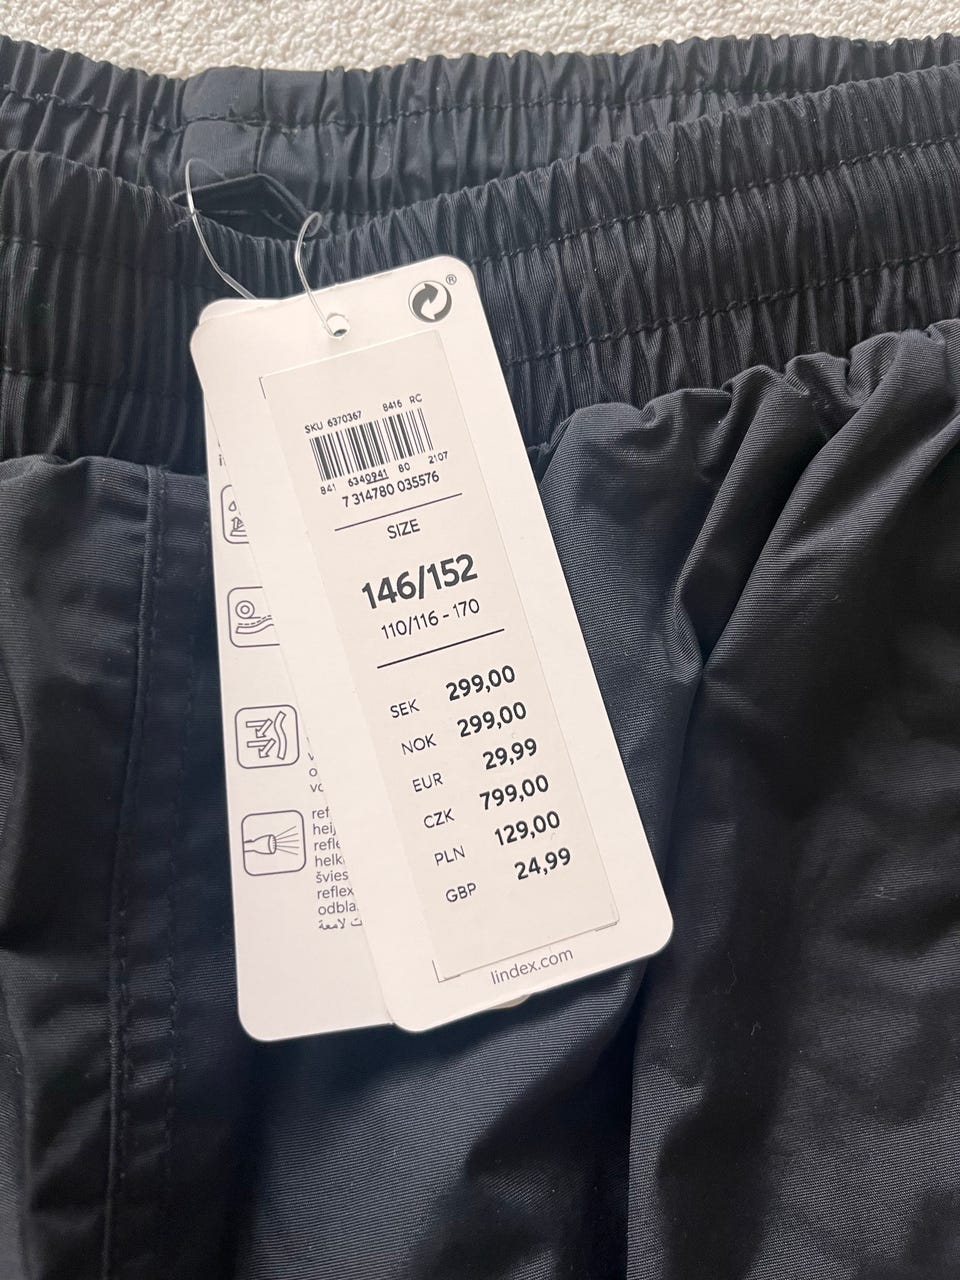 ®
SKU 6370367 8416 RC
841 6340941 80 2107
7 314780 035576
SIZE
146/152
110/116 - 170
SEK 299,00
NOK 299,00
EUR 29,99
CZK 799,00
PLN 129,00
GBP 24,99
lindex.com
ref
heij
refle
helk
švies
reflex
odbla